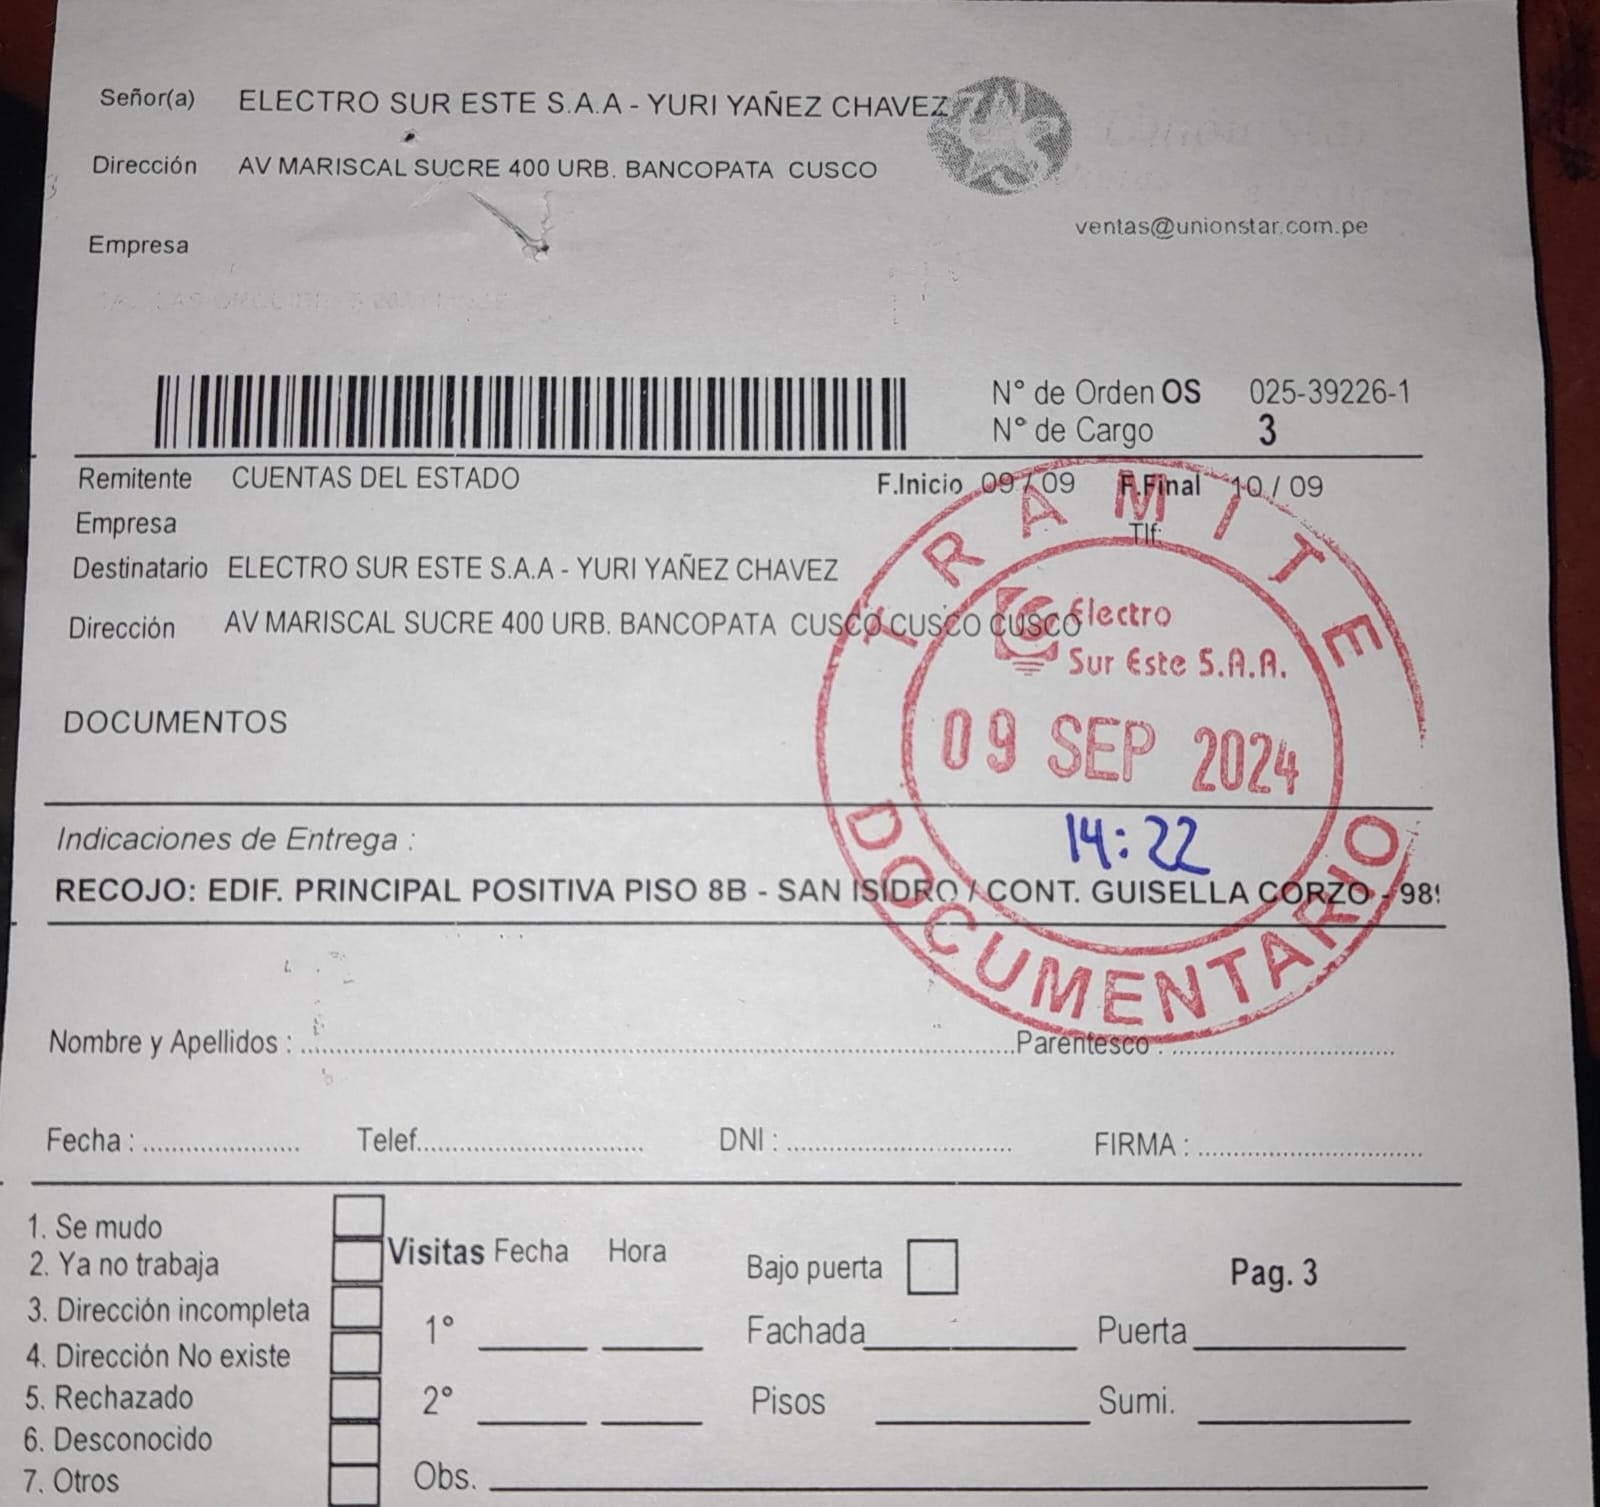 Señor(a) ELECTRO SUR ESTE S.A.A - YURI YAÑEZ CHAVEZ
Dirección AV MARISCAL SUCRE 400 URB. BANCOPATA CUSCO
ventas@unionstar.com.pe
Empresa
N° de Orden OS 025-39226-1
N° de Cargo 3
Remitente CUENTAS DEL ESTADO F.Inicio 09 / 09 F.Final 10 / 09
Empresa Tlf:
Destinatario ELECTRO SUR ESTE S.A.A - YURI YAÑEZ CHAVEZ
Dirección AV MARISCAL SUCRE 400 URB. BANCOPATA CUSCO CUSCO CUSCO
TRAMITE
Electro
Sur Este S.A.A.
09 SEP 2024
14:22
DOCUMENTARIO
DOCUMENTOS
Indicaciones de Entrega :
RECOJO: EDIF. PRINCIPAL POSITIVA PISO 8B - SAN ISIDRO / CONT. GUISELLA CORZO - 98
Nombre y Apellidos : Parentesco :
Fecha : Telef. DNI : FIRMA :
1. Se mudo
2. Ya no trabaja
3. Dirección incompleta
4. Dirección No existe
5. Rechazado
6. Desconocido
7. Otros
Visitas Fecha Hora
1°
2°
Obs.
Bajo puerta Pag. 3
Fachada Puerta
Pisos Sumi.